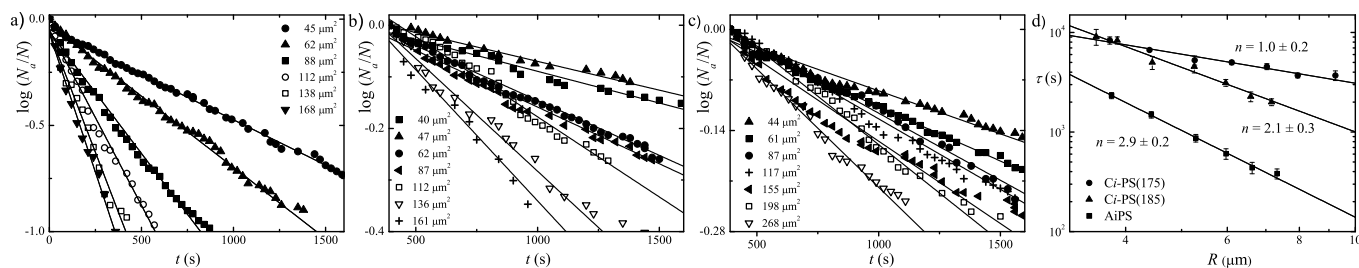 a)
0.0
-0.5
-1.0
log (Nₐ/N)
45 µm²
62 µm²
88 µm²
112 µm²
138 µm²
168 µm²
0 500 1000 1500
t (s)
b)
-0.0
-0.2
-0.4
log (Nₐ/N)
40 µm²
47 µm²
62 µm²
87 µm²
112 µm²
136 µm²
161 µm²
500 1000 1500
t (s)
c)
-0.00
-0.14
-0.28
log (Nₐ/N)
44 µm²
61 µm²
87 µm²
117 µm²
155 µm²
198 µm²
268 µm²
500 1000 1500
t (s)
d)
10⁴
τ (s)
10³
10²
n = 1.0 ± 0.2
n = 2.1 ± 0.3
n = 2.9 ± 0.2
Ci-PS(175)
Ci-PS(185)
AiPS
4 6 8 10
R (µm)